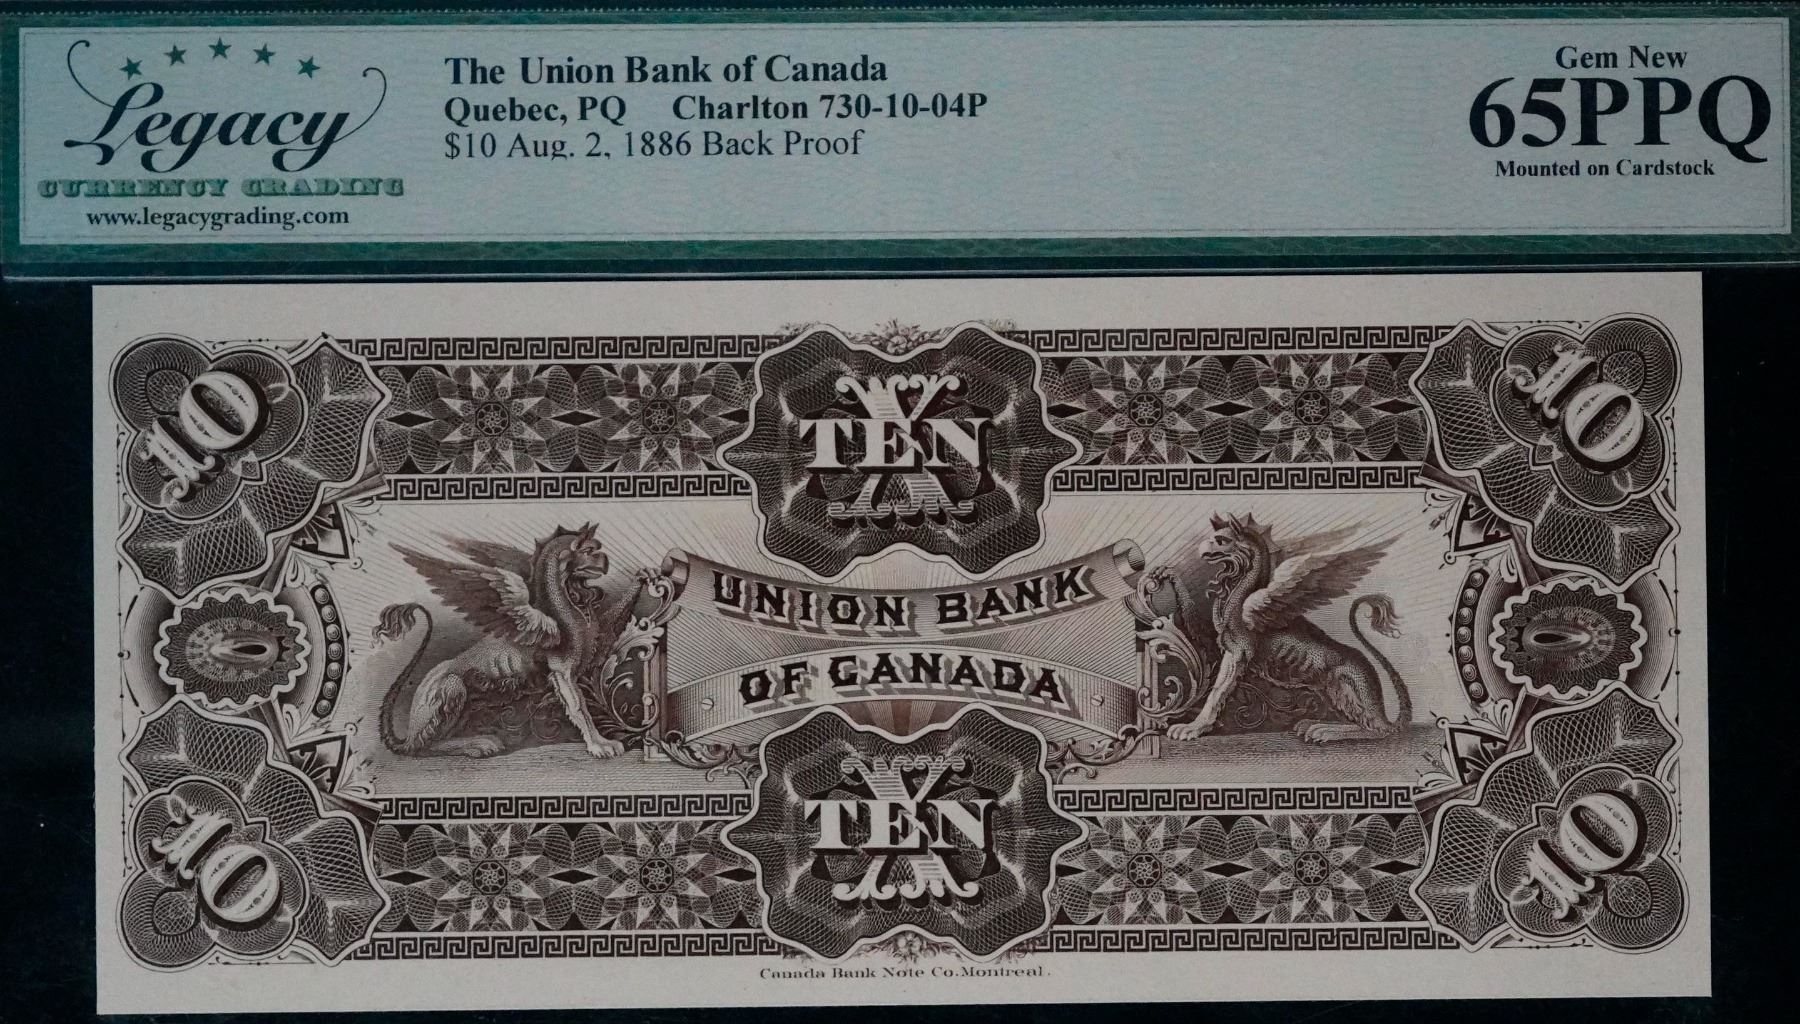 Legacy
CURRENCY GRADING
www.legacygrading.com
The Union Bank of Canada
Quebec, PQ Charlton 730-10-04P
$10 Aug. 2, 1886 Back Proof
Gem New
65PPQ
Mounted on Cardstock
10
X
TEN
10
UNION BANK
OF CANADA
10
X
TEN
10
Canada Bank Note Co. Montreal.